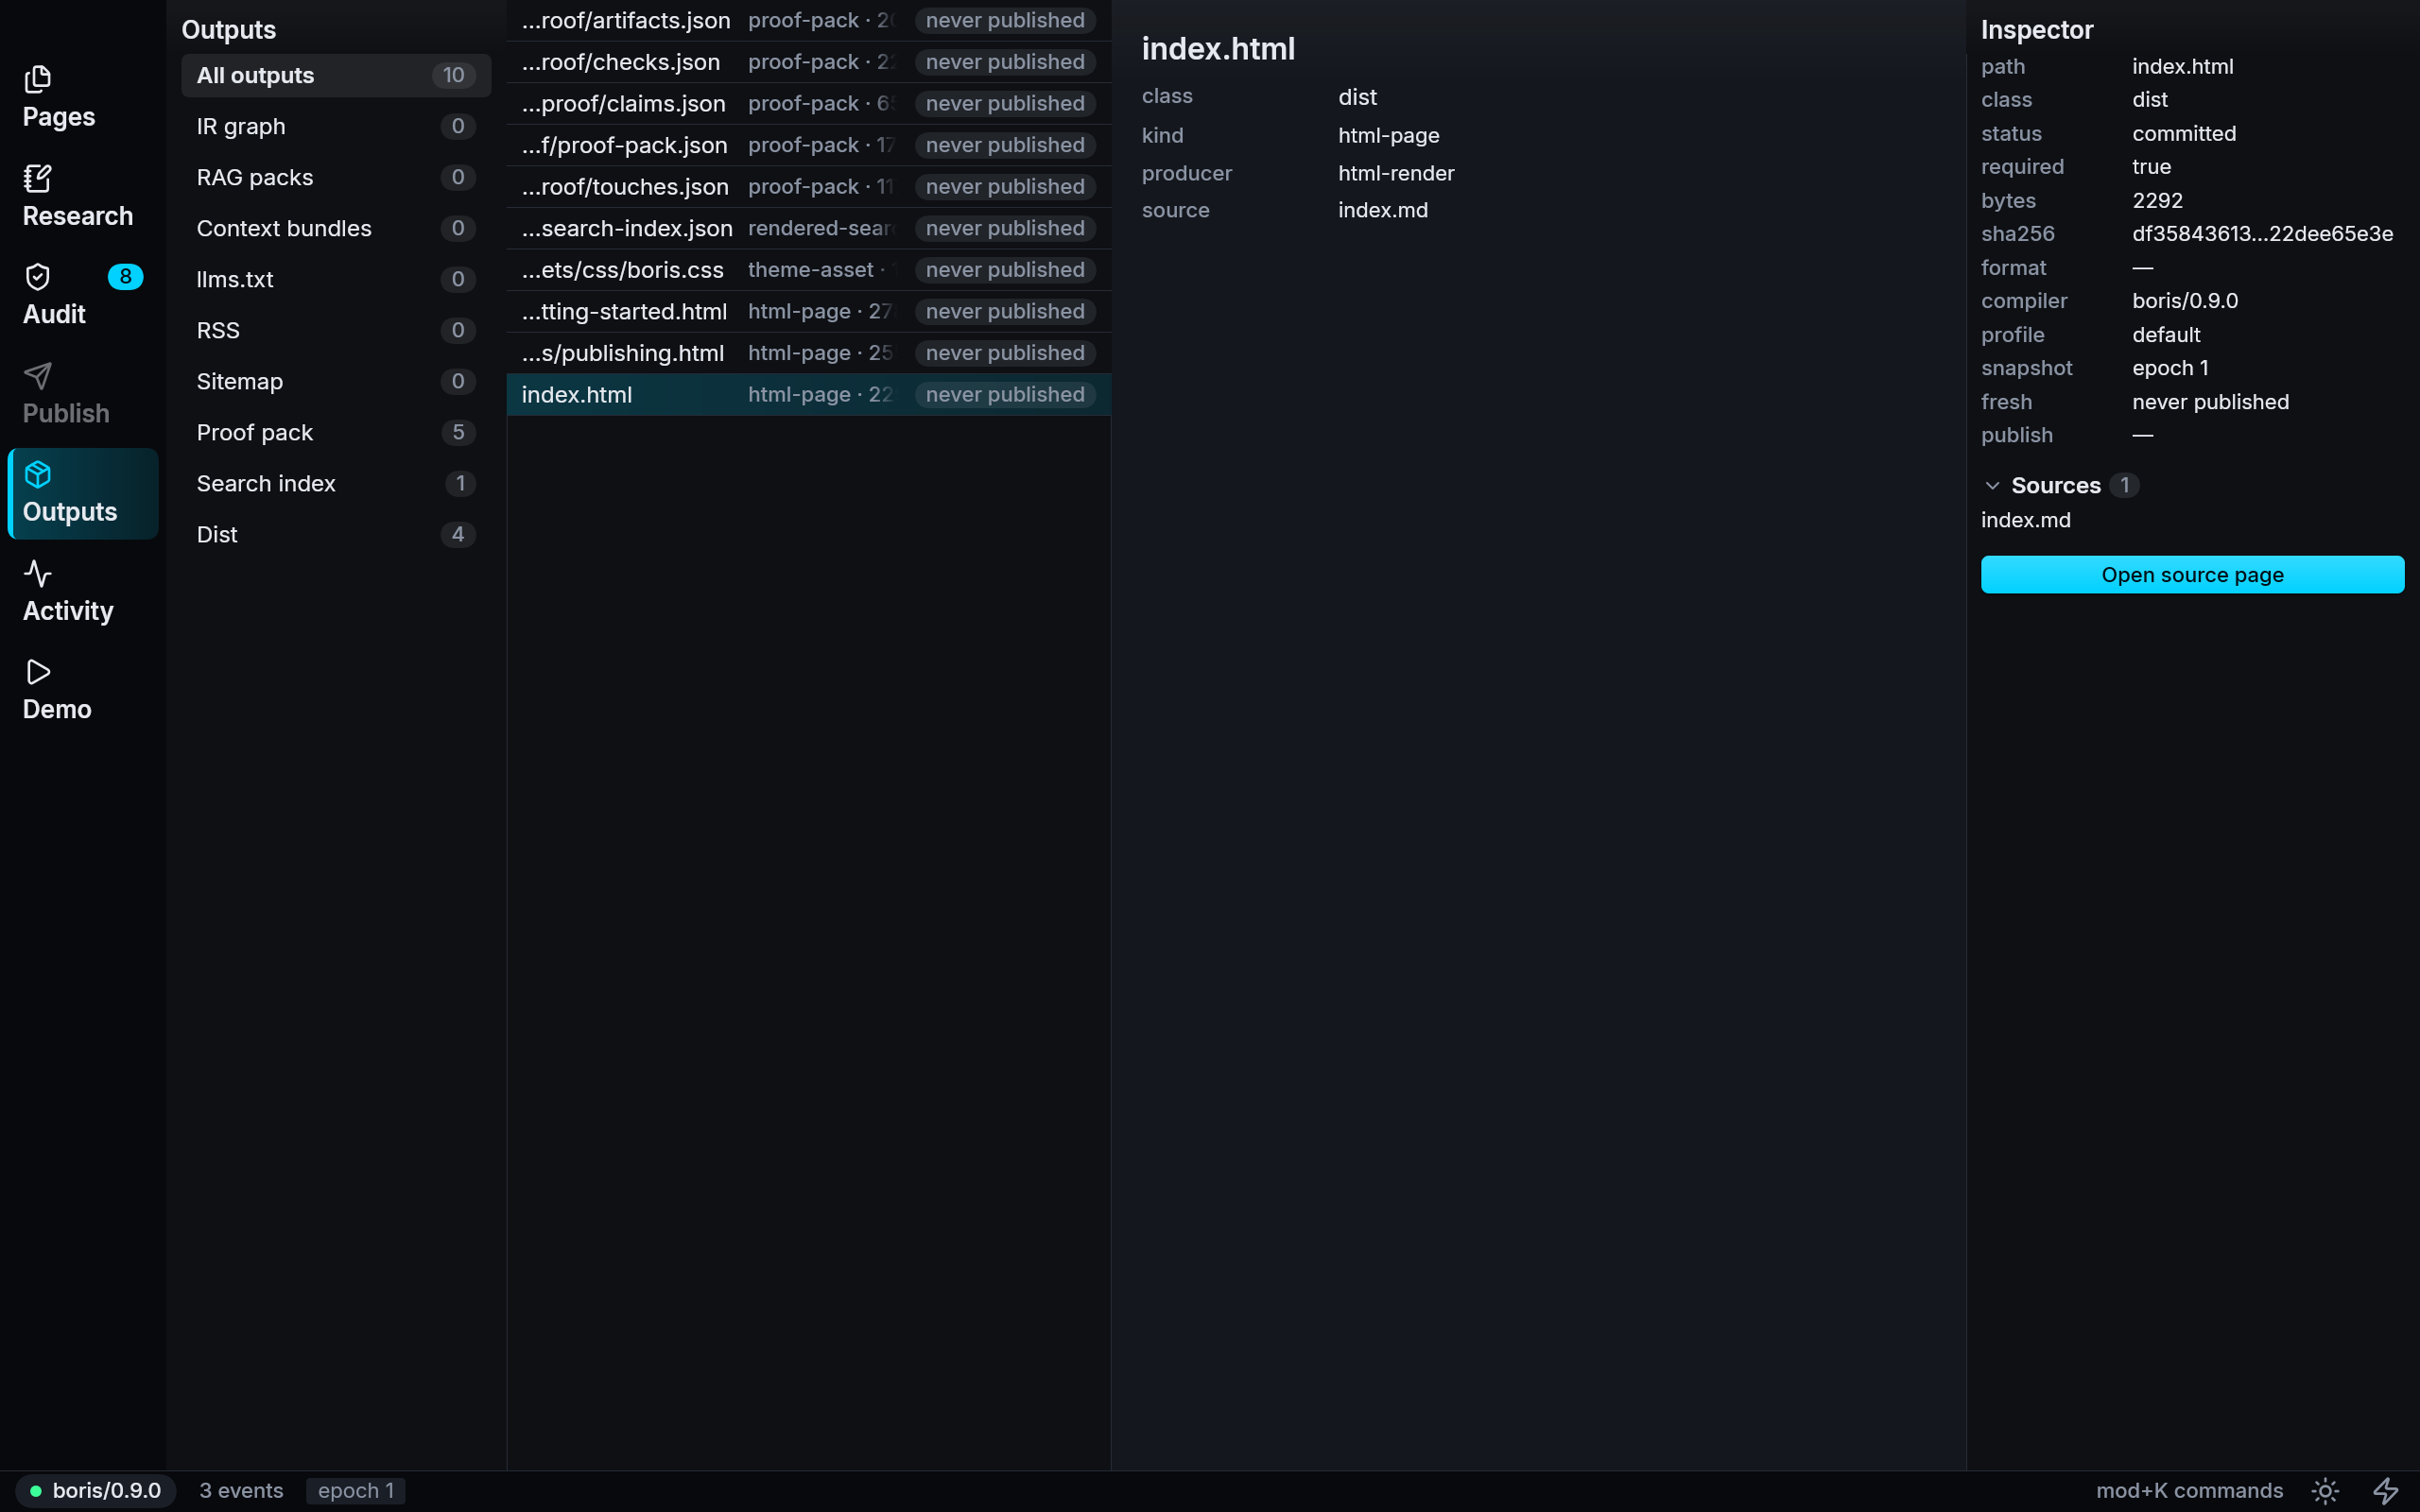 Pages
Research
Audit 8
Publish
Outputs
Activity
Demo
Outputs
All outputs 10
IR graph 0
RAG packs 0
Context bundles 0
llms.txt 0
RSS 0
Sitemap 0
Proof pack 5
Search index 1
Dist 4
...roof/artifacts.json proof-pack · 20 never published
...roof/checks.json proof-pack · 22 never published
...proof/claims.json proof-pack · 65 never published
...f/proof-pack.json proof-pack · 17 never published
...roof/touches.json proof-pack · 11 never published
...search-index.json rendered-sear never published
...ets/css/boris.css theme-asset · never published
...tting-started.html html-page · 27 never published
...s/publishing.html html-page · 25 never published
index.html html-page · 22 never published
index.html
class dist
kind html-page
producer html-render
source index.md
Inspector
path index.html
class dist
status committed
required true
bytes 2292
sha256 df35843613...22dee65e3e
format —
compiler boris/0.9.0
profile default
snapshot epoch 1
fresh never published
publish —
Sources 1
index.md
Open source page
boris/0.9.0 3 events epoch 1 mod+K commands